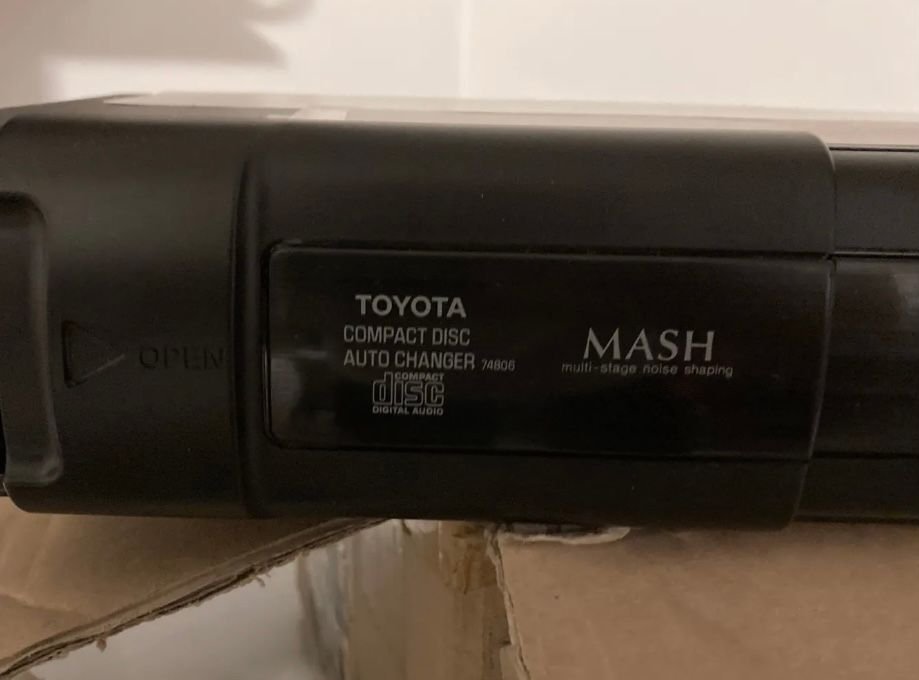 OPEN
TOYOTA
COMPACT DISC
AUTO CHANGER 74806
COMPACT
disc
DIGITAL AUDIO
MASH
multi-stage noise shaping